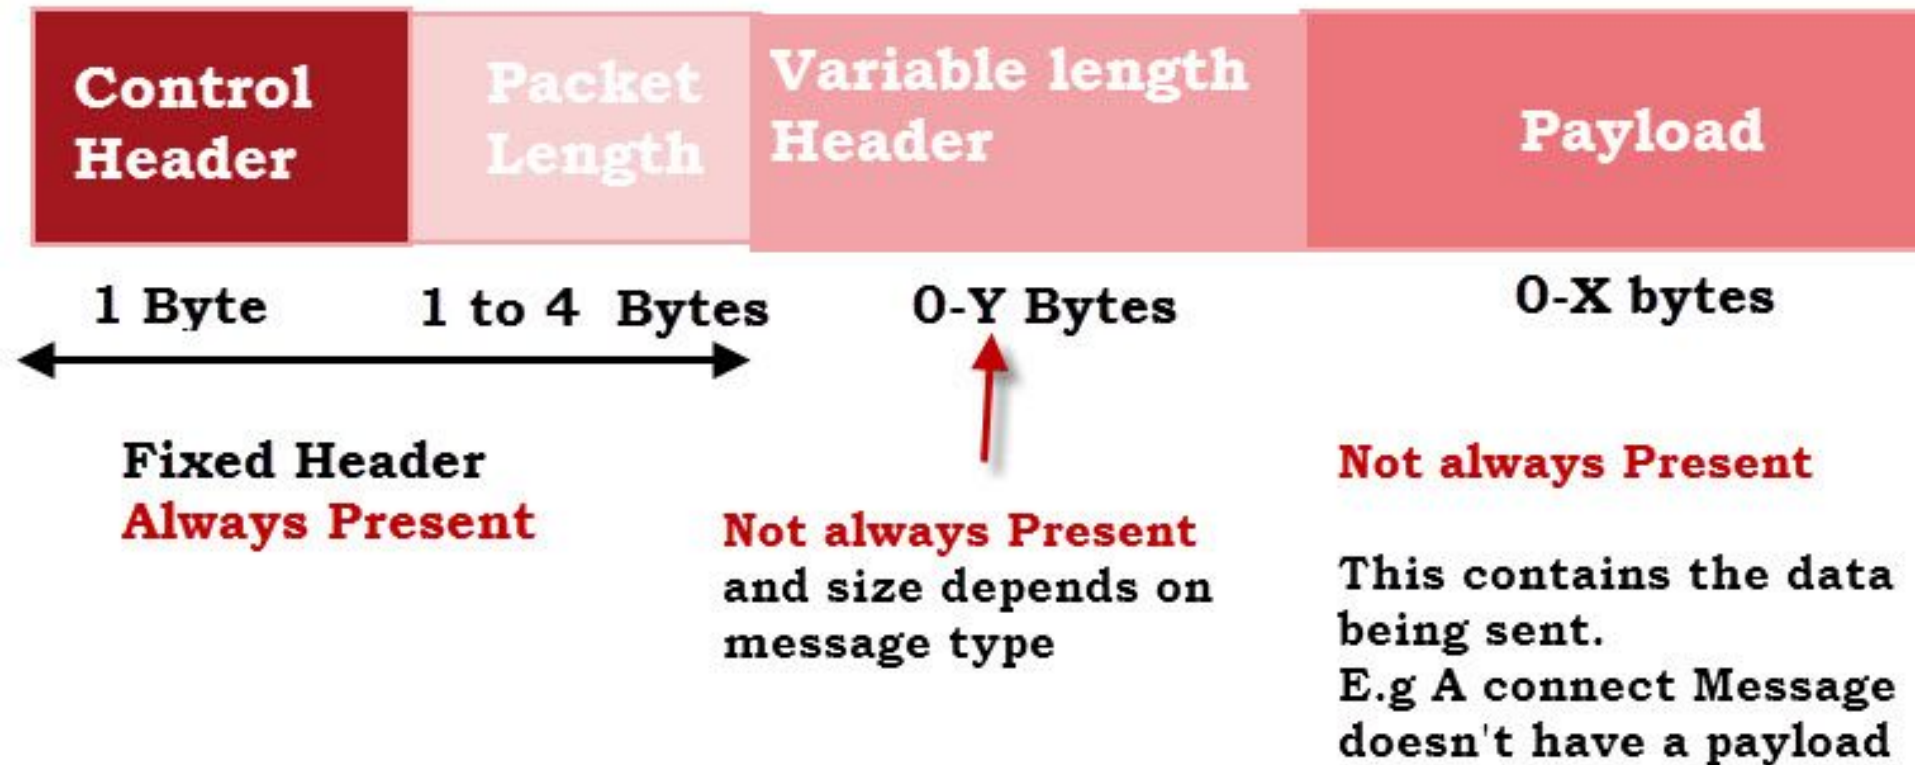 Control
Header
Packet
Length
Variable length
Header
Payload
1 Byte
1 to 4 Bytes
0-Y Bytes
0-X bytes
Fixed Header
Always Present
Not always Present
and size depends on
message type
Not always Present
This contains the data
being sent.
E.g A connect Message
doesn't have a payload